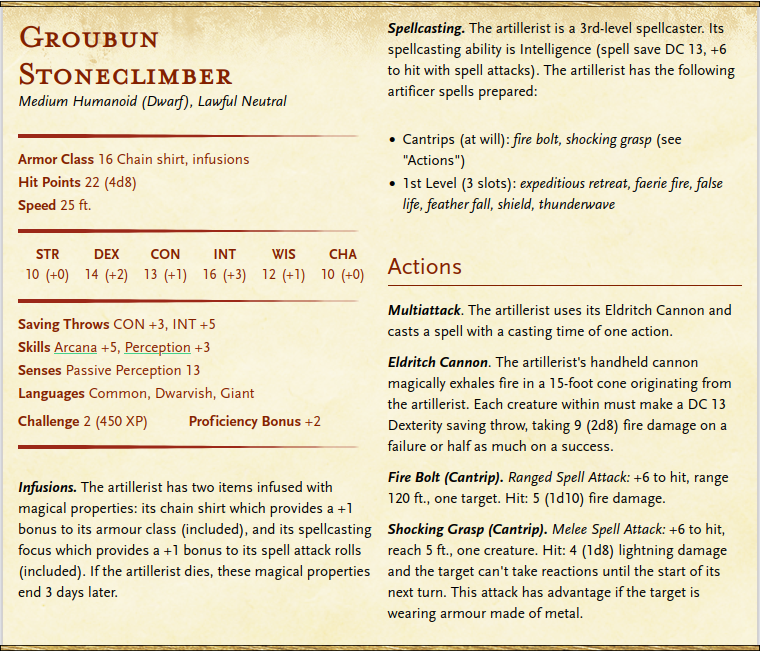 Groubun
Stoneclimber
Medium Humanoid (Dwarf), Lawful Neutral
Armor Class 16 Chain shirt, infusions
Hit Points 22 (4d8)
Speed 25 ft.
STR DEX CON INT WIS CHA
10 (+0) 14 (+2) 13 (+1) 16 (+3) 12 (+1) 10 (+0)
Saving Throws CON +3, INT +5
Skills Arcana +5, Perception +3
Senses Passive Perception 13
Languages Common, Dwarvish, Giant
Challenge 2 (450 XP) Proficiency Bonus +2
Infusions. The artillerist has two items infused with
magical properties: its chain shirt which provides a +1
bonus to its armour class (included), and its spellcasting
focus which provides a +1 bonus to its spell attack rolls
(included). If the artillerist dies, these magical properties
end 3 days later.
Spellcasting. The artillerist is a 3rd-level spellcaster. Its
spellcasting ability is Intelligence (spell save DC 13, +6
to hit with spell attacks). The artillerist has the following
artificer spells prepared:
• Cantrips (at will): fire bolt, shocking grasp (see
"Actions")
• 1st Level (3 slots): expeditious retreat, faerie fire, false
life, feather fall, shield, thunderwave
Actions
Multiattack. The artillerist uses its Eldritch Cannon and
casts a spell with a casting time of one action.
Eldritch Cannon. The artillerist's handheld cannon
magically exhales fire in a 15-foot cone originating from
the artillerist. Each creature within must make a DC 13
Dexterity saving throw, taking 9 (2d8) fire damage on a
failure or half as much on a success.
Fire Bolt (Cantrip). Ranged Spell Attack: +6 to hit, range
120 ft., one target. Hit: 5 (1d10) fire damage.
Shocking Grasp (Cantrip). Melee Spell Attack: +6 to hit,
reach 5 ft., one creature. Hit: 4 (1d8) lightning damage
and the target can't take reactions until the start of its
next turn. This attack has advantage if the target is
wearing armour made of metal.